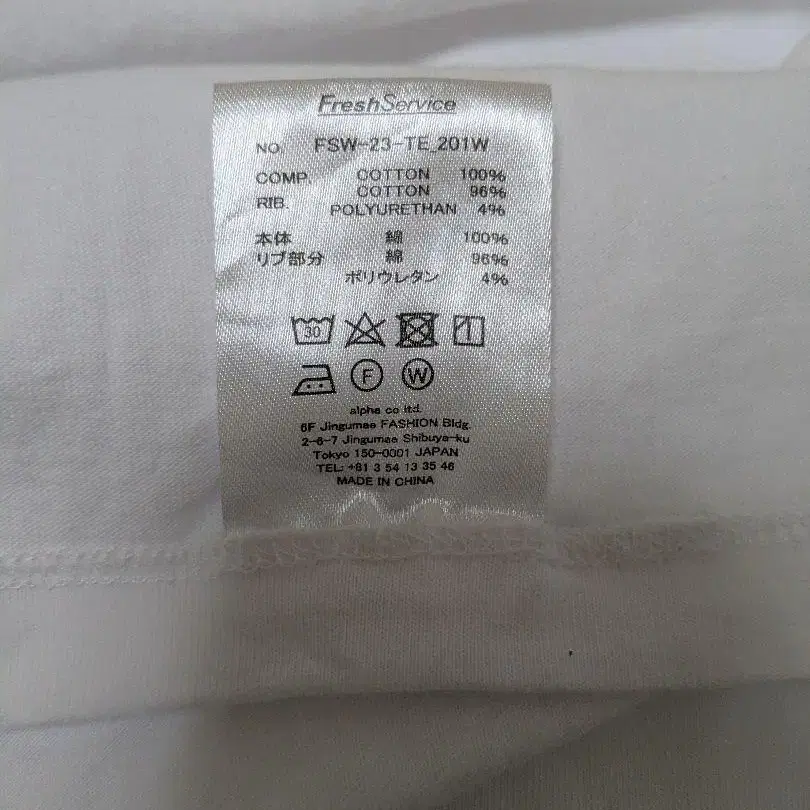 FreshService
NO. FSW-23-TE_201W
COMP. COTTON 100%
COTTON 96%
RIB.
POLYURETHAN 4%
本体 綿 100%
リブ部分 綿 96%
ポリウレタン 4%
30
F W
alpha co ltd.
6F Jingumae FASHION Bldg.
2-6-7 Jingumae Shibuya-ku
Tokyo 150-0001 JAPAN
TEL: +81 3 54 13 35 46
MADE IN CHINA